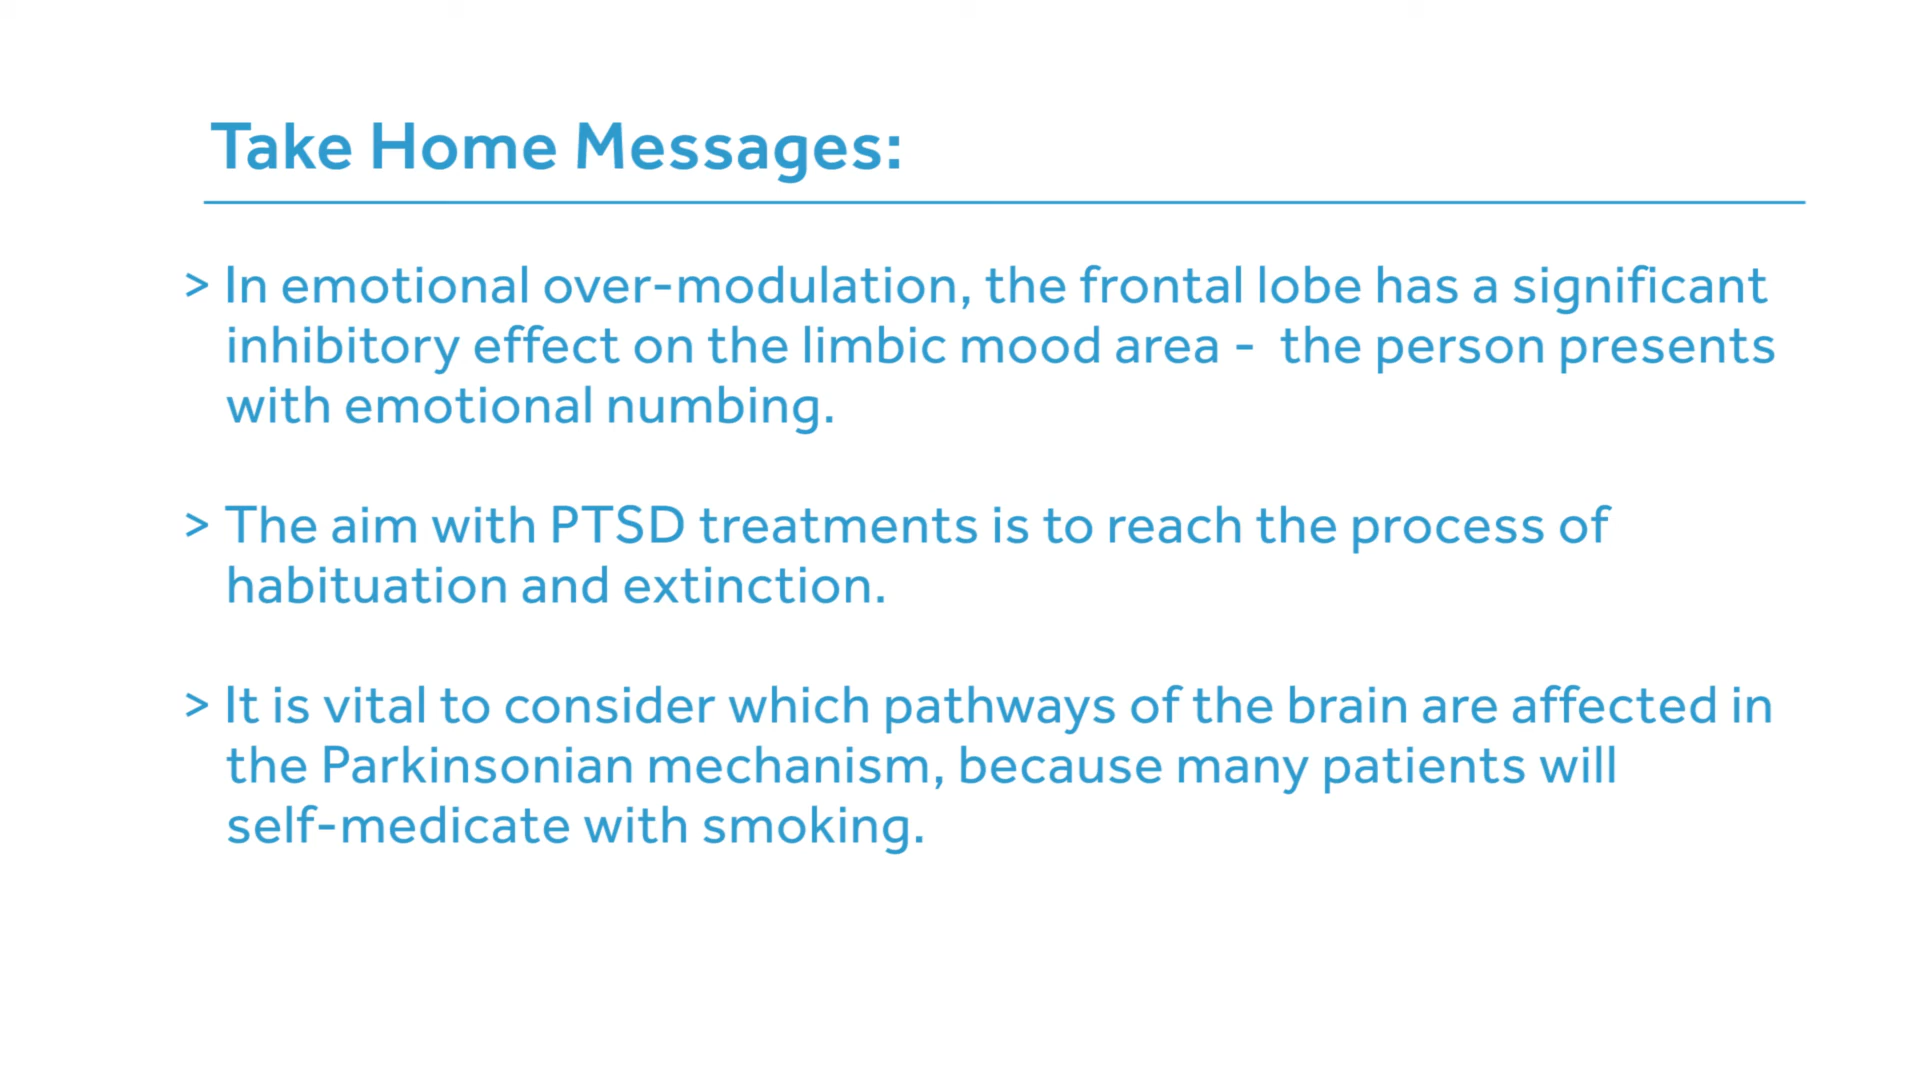 Take Home Messages:
> In emotional over-modulation, the frontal lobe has a significant
inhibitory effect on the limbic mood area - the person presents
with emotional numbing.
> The aim with PTSD treatments is to reach the process of
habituation and extinction.
> It is vital to consider which pathways of the brain are affected in
the Parkinsonian mechanism, because many patients will
self-medicate with smoking.